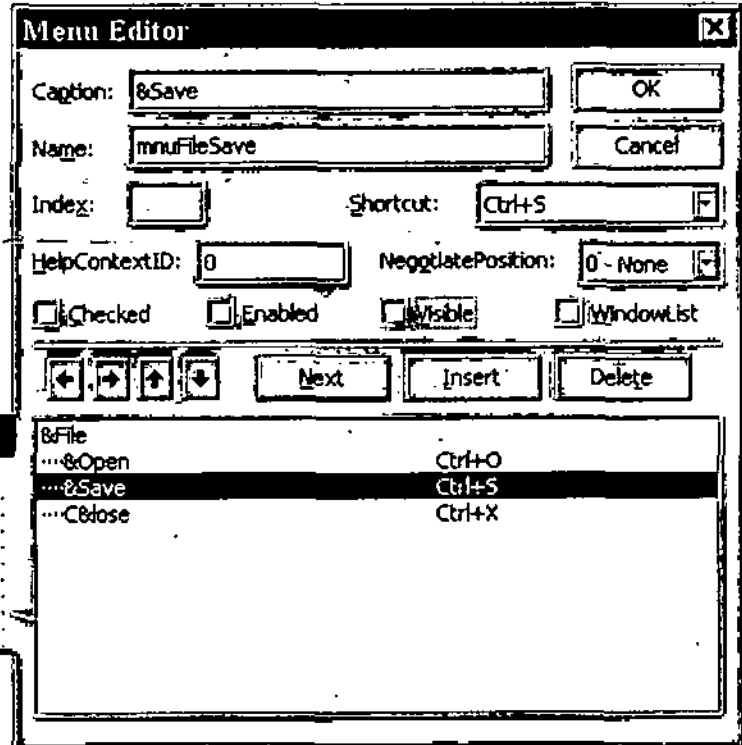 Menu Editor
Caption: &Save OK
Name: mnuFileSave Cancel
Index: Shortcut: Ctrl+S
HelpContextID: 0 NegotiatePosition: 0 - None
Checked Enabled Visible WindowList
Next Insert Delete
&File
····&Open Ctrl+O
····&Save Ctrl+S
····C&lose Ctrl+X